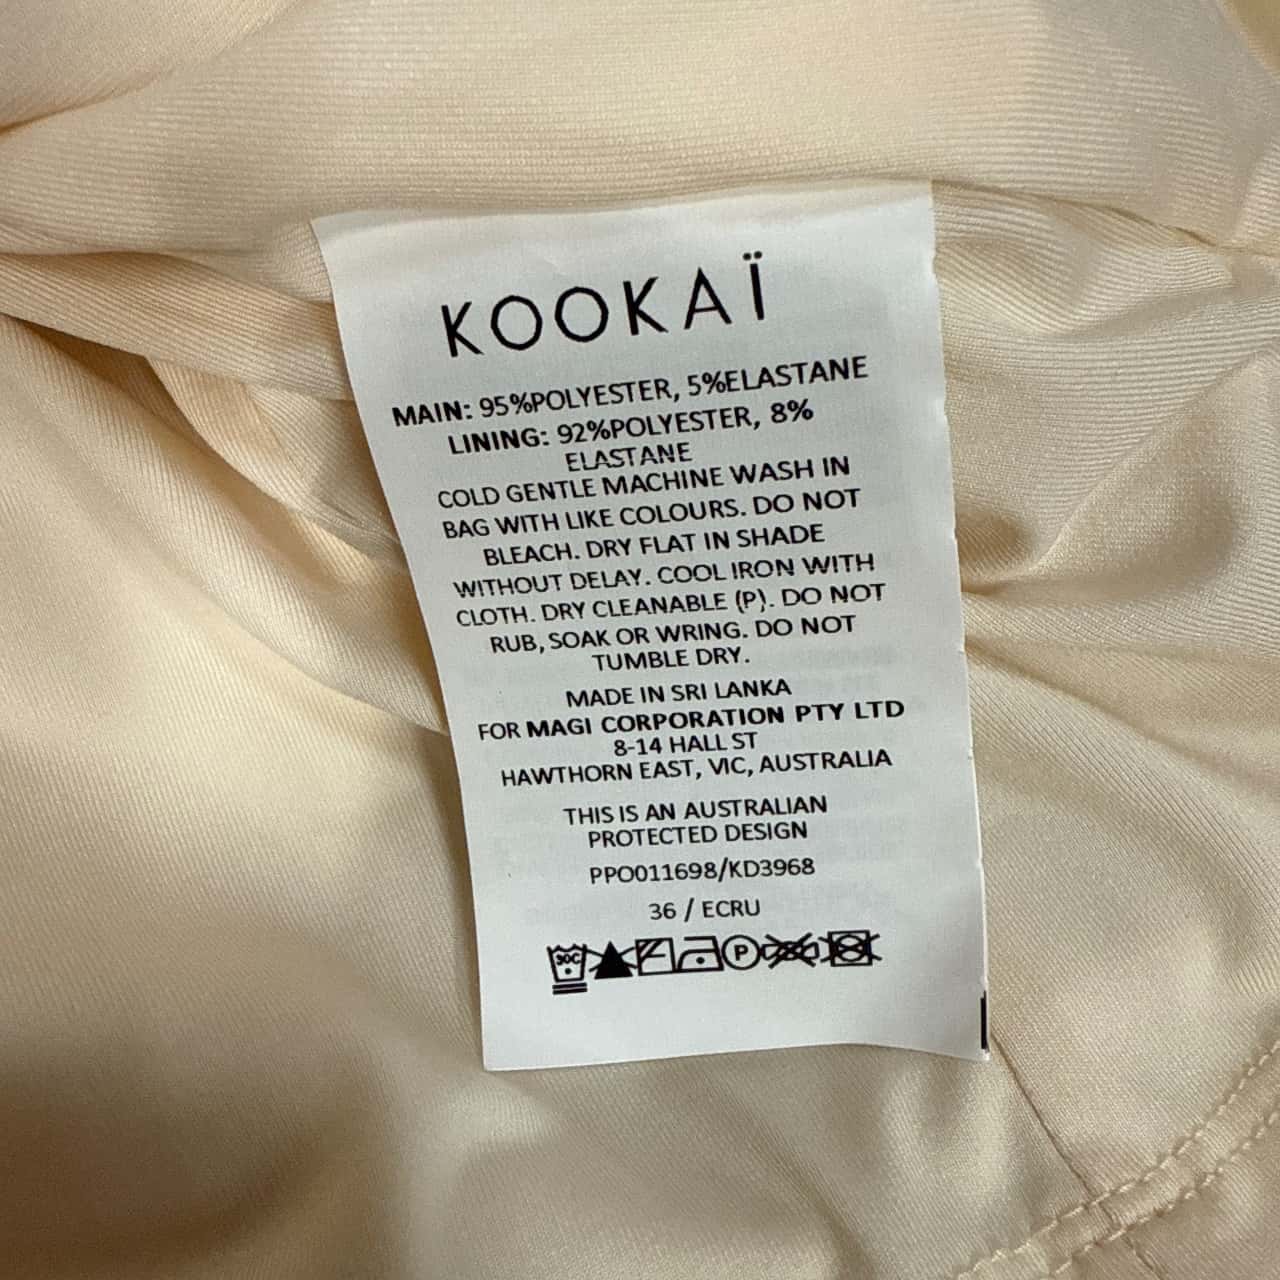 KOOKAÏ
MAIN: 95%POLYESTER, 5%ELASTANE
LINING: 92%POLYESTER, 8%
ELASTANE
COLD GENTLE MACHINE WASH IN
BAG WITH LIKE COLOURS. DO NOT
BLEACH. DRY FLAT IN SHADE
WITHOUT DELAY. COOL IRON WITH
CLOTH. DRY CLEANABLE (P). DO NOT
RUB, SOAK OR WRING. DO NOT
TUMBLE DRY.
MADE IN SRI LANKA
FOR MAGI CORPORATION PTY LTD
8-14 HALL ST
HAWTHORN EAST, VIC, AUSTRALIA
THIS IS AN AUSTRALIAN
PROTECTED DESIGN
PPO011698/KD3968
36 / ECRU
30C P